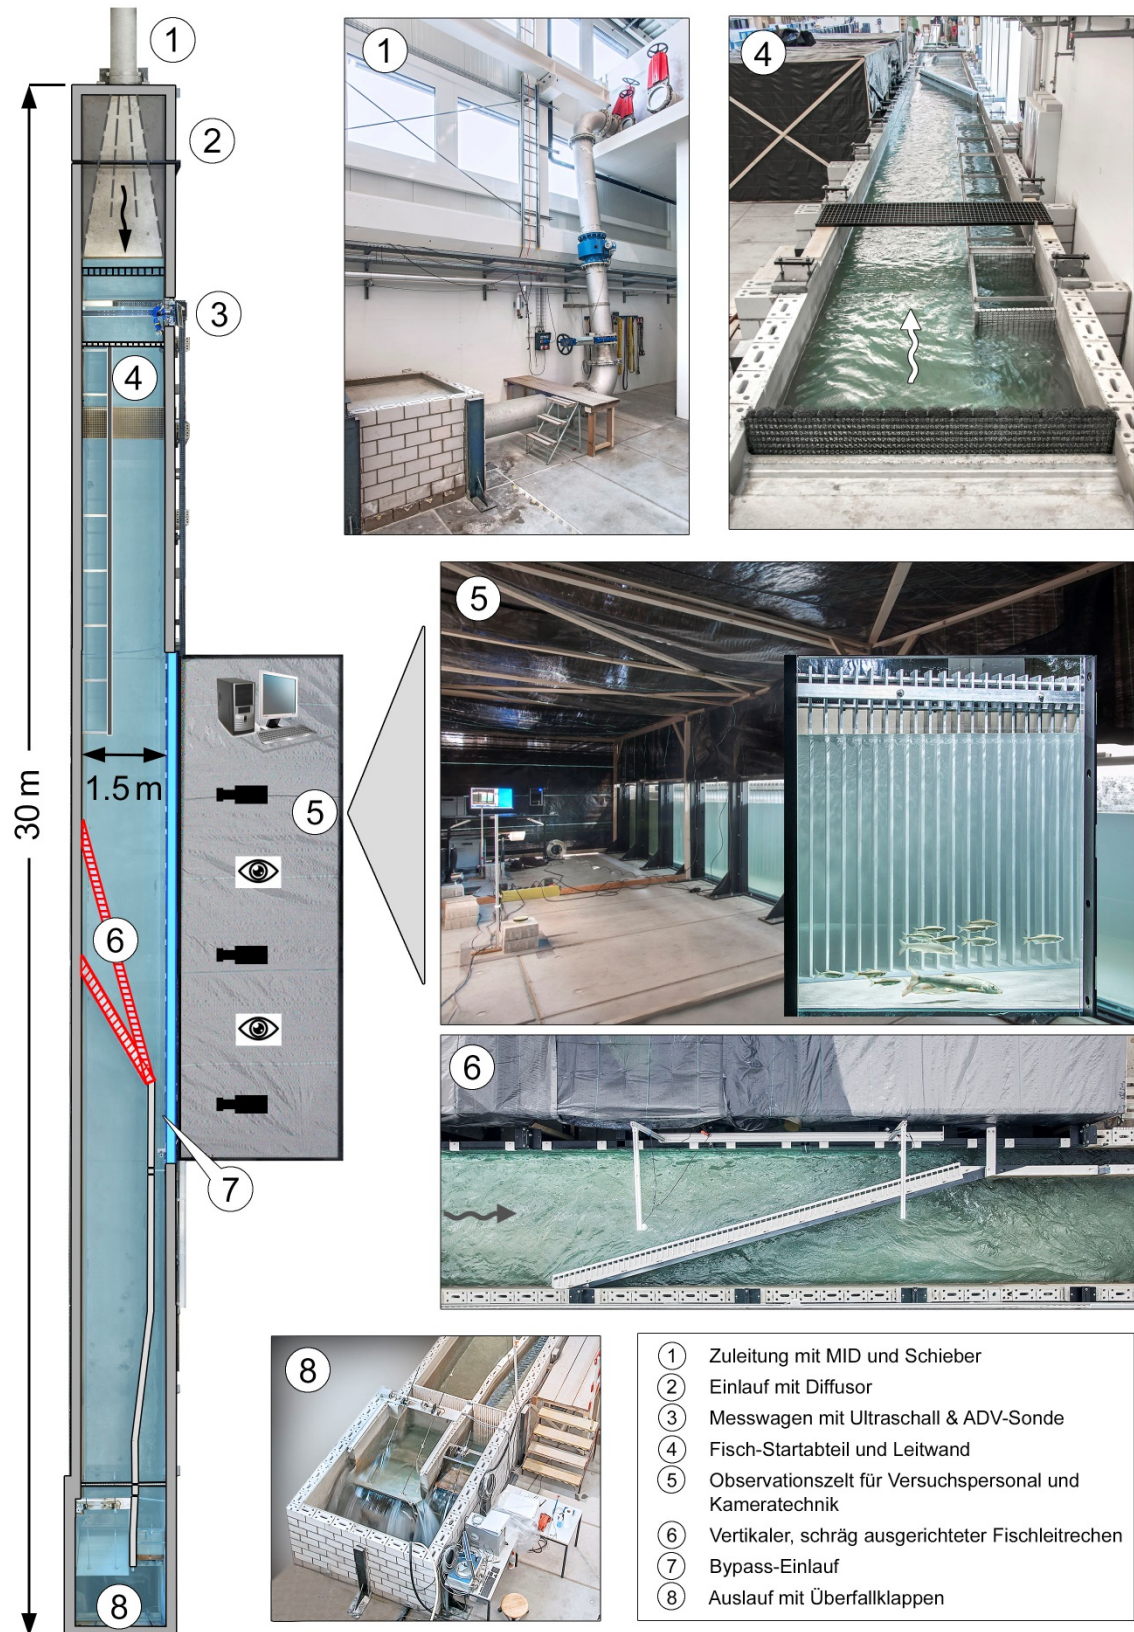 1
2
3
4
30 m
1.5 m
5
6
7
8
1
4
5
6
8
1 Zuleitung mit MID und Schieber
2 Einlauf mit Diffusor
3 Messwagen mit Ultraschall & ADV-Sonde
4 Fisch-Startabteil und Leitwand
5 Observationszelt für Versuchspersonal und
Kameratechnik
6 Vertikaler, schräg ausgerichteter Fischleitrechen
7 Bypass-Einlauf
8 Auslauf mit Überfallklappen